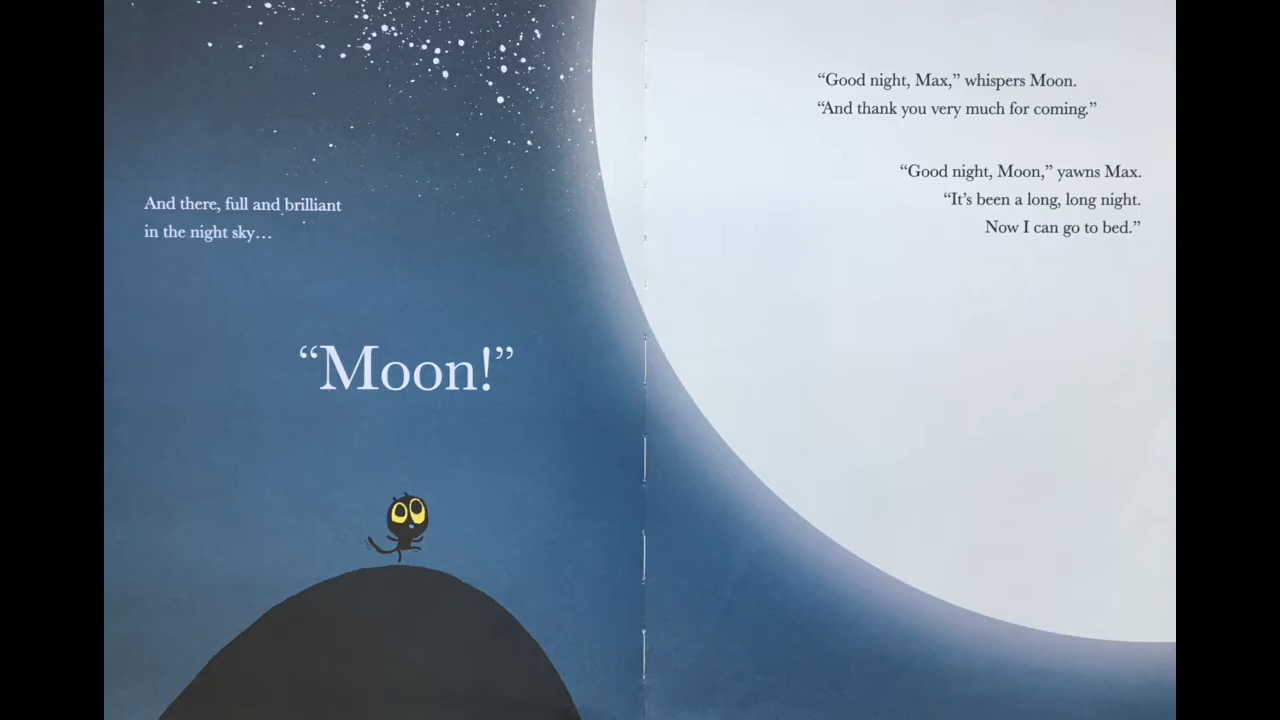 And there, full and brilliant
in the night sky…
“Moon!”
“Good night, Max,” whispers Moon.
“And thank you very much for coming.”
“Good night, Moon,” yawns Max.
“It’s been a long, long night.
Now I can go to bed.”